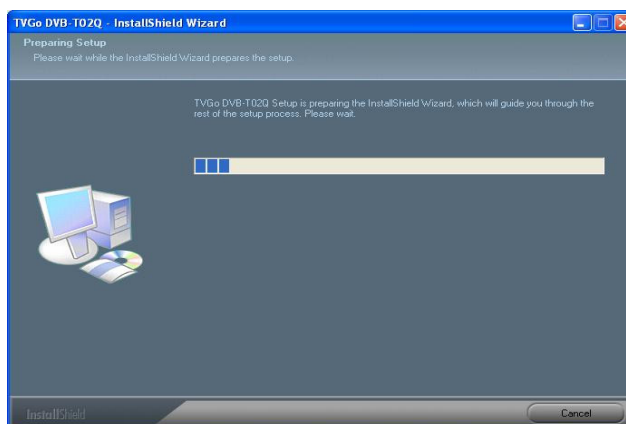 TVGo DVB-T02Q - InstallShield Wizard
Preparing Setup
Please wait while the InstallShield Wizard prepares the setup.
TVGo DVB-T02Q Setup is preparing the InstallShield Wizard, which will guide you through the
rest of the setup process. Please wait.
InstallShield
Cancel